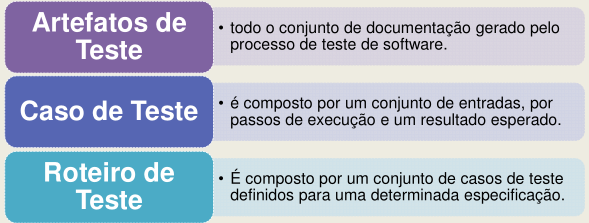 Artefatos de
Teste
• todo o conjunto de documentação gerado pelo
processo de teste de software.
Caso de Teste
• é composto por um conjunto de entradas, por
passos de execução e um resultado esperado.
Roteiro de
Teste
• É composto por um conjunto de casos de teste
definidos para uma determinada especificação.